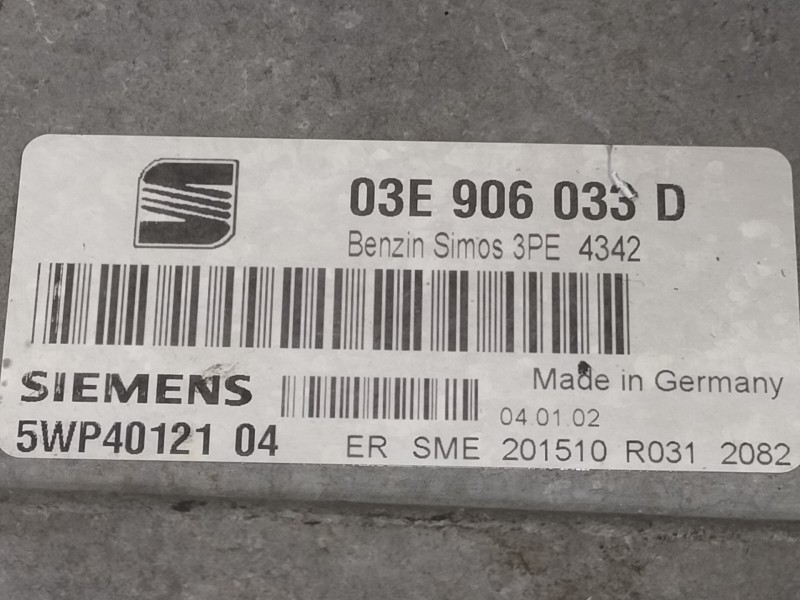 03E 906 033 D
Benzin Simos 3PE 4342
SIEMENS
Made in Germany
04.01.02
5WP40121 04
ER SME 201510 R031 2082